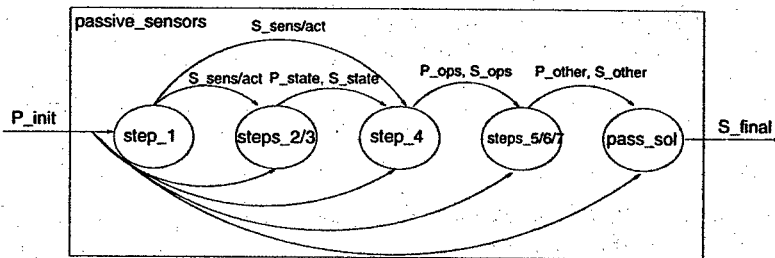 passive_sensors
S_sens/act
S_sens/act
P_state, S_state
P_ops, S_ops
P_other, S_other
P_init
step_1
steps_2/3
step_4
steps_5/6/7
pass_sol
S_final